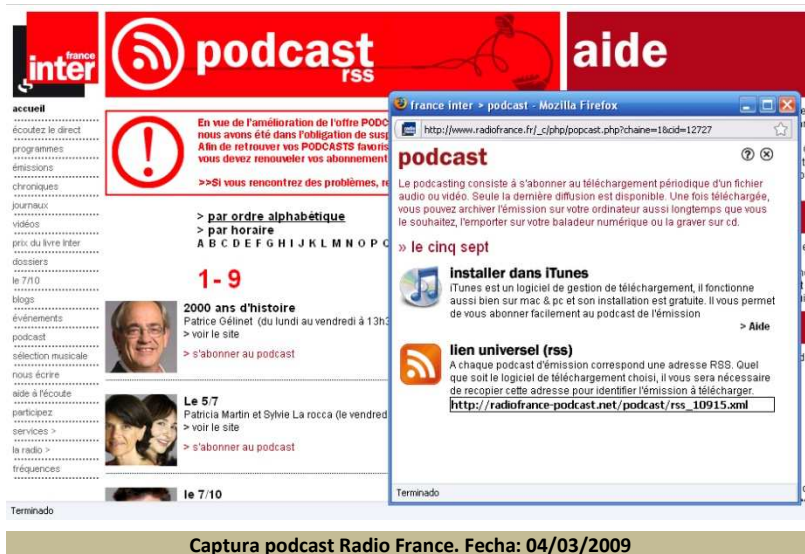 france
inter
podcast
rss
aide
accueil
écoutez le direct
programmes
émissions
chroniques
journaux
vidéos
prix du livre Inter
dossiers
le 7/10
blogs
événements
podcast
sélection musicale
nous écrire
aide à l'écoute
participez
services >
la radio >
fréquences
En vue de l'amélioration de l'offre PODC
nous avons été dans l'obligation de susp
Afin de retrouver vos PODCASTS favoris
vous devez renouveler vos abonnement
>>Si vous rencontrez des problèmes, re
> par ordre alphabétique
> par horaire
A B C D E F G H I J K L M N O P
1- 9
2000 ans d'histoire
Patrice Gélinet (du lundi au vendredi à 13h3
> voir le site
> s'abonner au podcast
Le 5/7
Patricia Martin et Sylvie La rocca (le vendred
> voir le site
> s'abonner au podcast
le 7/10
france inter > podcast - Mozilla Firefox
http://www.radiofrance.fr/_c/php/popcast.php?chaine=1&cid=12727
podcast
Le podcasting consiste à s'abonner au téléchargement périodique d'un fichier
audio ou vidéo. Seule la dernière diffusion est disponible. Une fois téléchargée,
vous pouvez archiver l'émission sur votre ordinateur aussi longtemps que vous
le souhaitez, l'emporter sur votre baladeur numérique ou la graver sur cd.
» le cinq sept
installer dans iTunes
iTunes est un logiciel de gestion de téléchargement, il fonctionne
aussi bien sur mac & pc et son installation est gratuite. Il vous permet
de vous abonner facilement au podcast de l'émission
> Aide
lien universel (rss)
A chaque podcast d'émission correspond une adresse RSS. Quel
que soit le logiciel de téléchargement choisi, il vous sera nécessaire
de recopier cette adresse pour identifier l'émission à télécharger.
http://radiofrance-podcast.net/podcast/rss_10915.xml
Terminado
Terminado
Captura podcast Radio France. Fecha: 04/03/2009